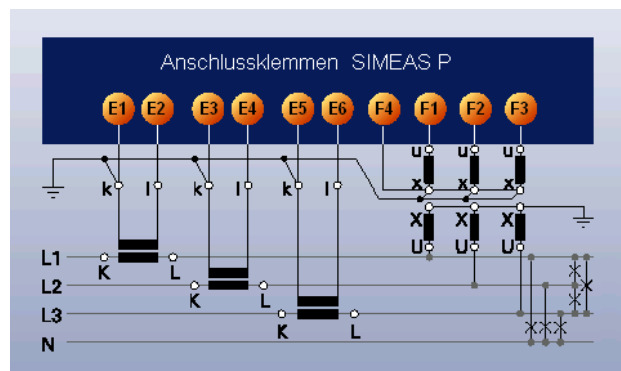 Anschlussklemmen SIMEAS P
E1 E2 E3 E4 E5 E6 F4 F1 F2 F3
u u u
k l k l k l x x x
X X X
U U U
L1
K L
L2
K L
L3
K L
N